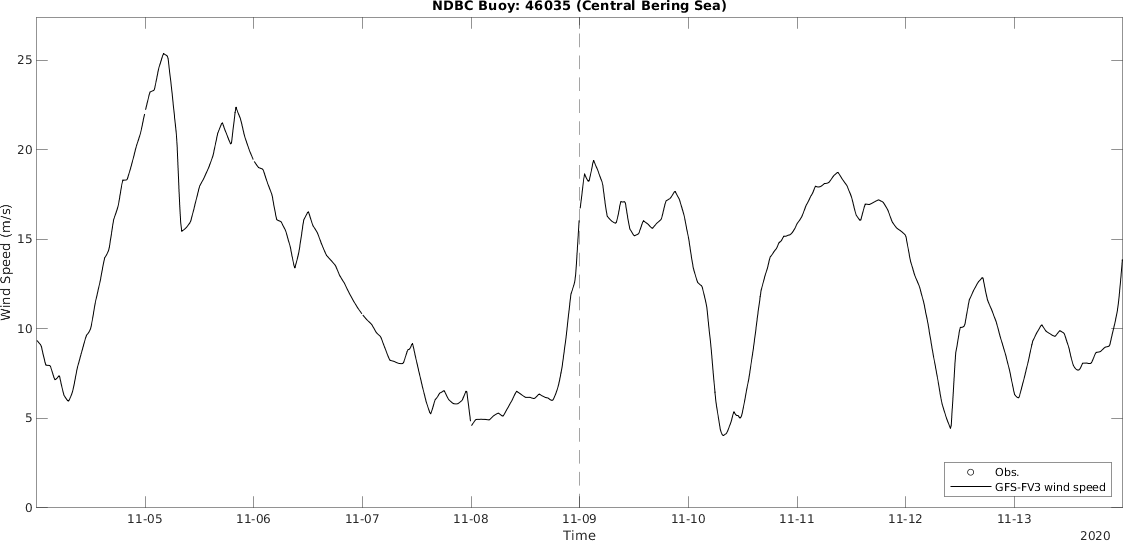 NDBC Buoy: 46035 (Central Bering Sea)
Wind Speed (m/s)
25
20
15
10
5
0
11-05 11-06 11-07 11-08 11-09 11-10 11-11 11-12 11-13
Time
2020
Obs.
GFS-FV3 wind speed